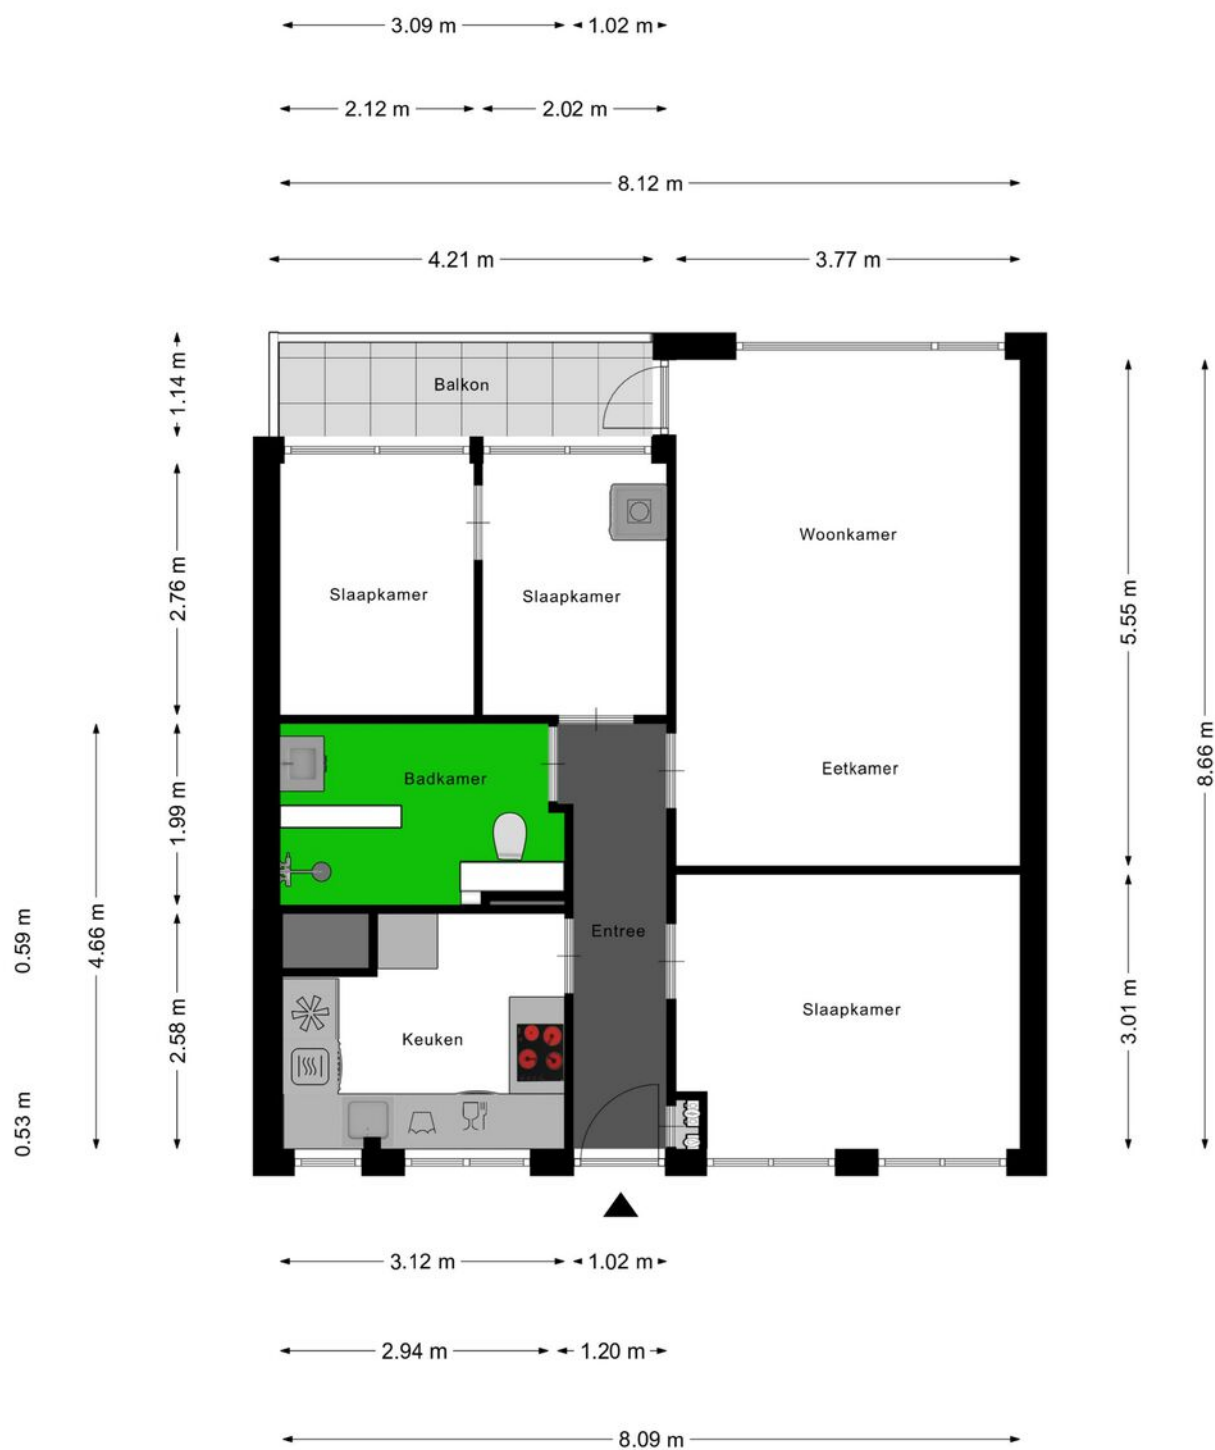 3.09 m 1.02 m
2.12 m 2.02 m
8.12 m
4.21 m 3.77 m
1.14 m
Balkon
Woonkamer
2.76 m
Slaapkamer
Slaapkamer
5.55 m
8.66 m
Eetkamer
Badkamer
1.99 m
4.66 m
0.59 m
Entree
Slaapkamer
3.01 m
2.58 m
Keuken
0.53 m
3.12 m 1.02 m
2.94 m 1.20 m
8.09 m